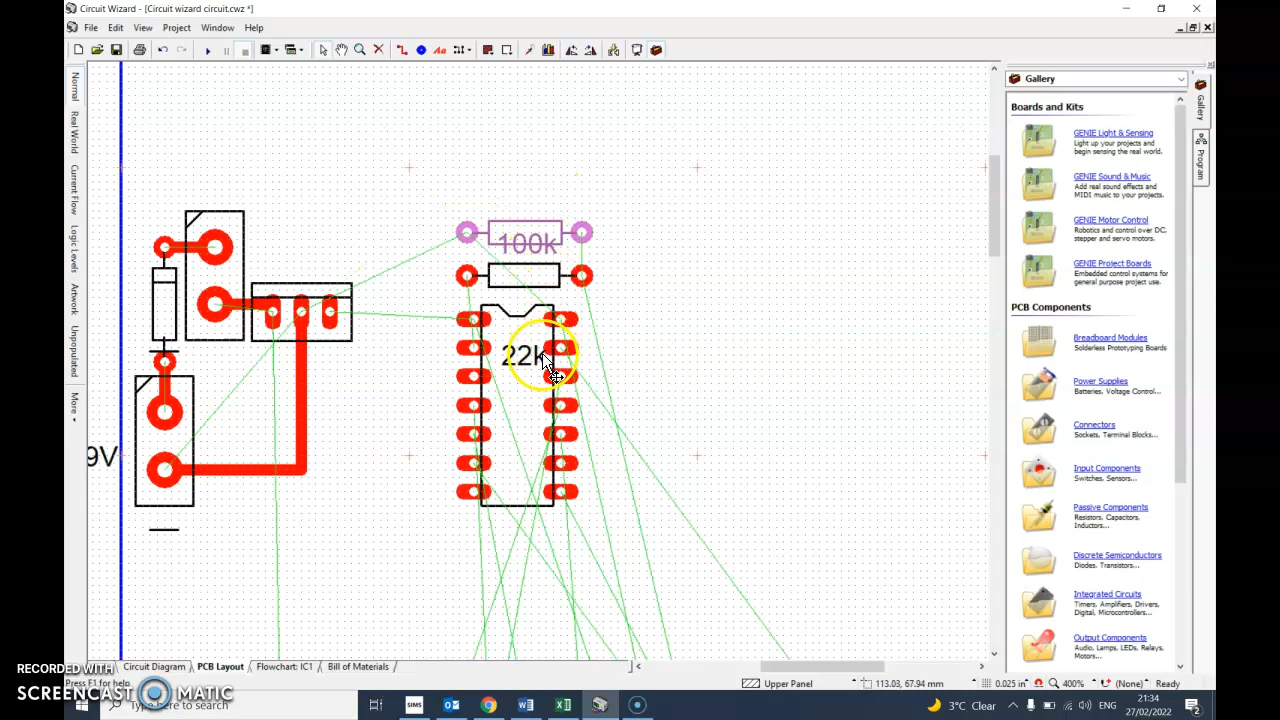 Circuit Wizard - [Circuit wizard circuit.cwz *]
File Edit View Project Window Help
Gallery
Boards and Kits
GENIE Light & Sensing
Light up your projects and
begin sensing the real world.
GENIE Sound & Music
Add real sound effects and
MIDI music to your projects.
GENIE Motor Control
Robotics and control over DC,
stepper and servo motors.
GENIE Project Boards
Embedded control systems for
general purpose project use.
PCB Components
Breadboard Modules
Solderless Prototyping Boards
Power Supplies
Batteries, Voltage Control...
Connectors
Sockets, Terminal Blocks...
Input Components
Switches, Sensors...
Passive Components
Resistors, Capacitors,
Inductors...
Discrete Semiconductors
Diodes, Transistors...
Integrated Circuits
Timers, Amplifiers, Drivers,
Digital, Microcontrollers...
Output Components
Audio, Lamps, LEDs, Relays,
Motors...
Gallery
Program
Normal
Real World
Current Flow
Logic Levels
Artwork
Unpopulated
More
100k
22k
9V
Circuit Diagram PCB Layout Flowchart: IC1 Bill of Materials
Press F1 for help
Upper Panel 113.03, 67.94 mm 0.025 in 400% (None) Ready
RECORDED WITH
SCREENCAST MATIC
Type here to search
SIMS
3°C Clear
ENG
21:34
27/02/2022
2